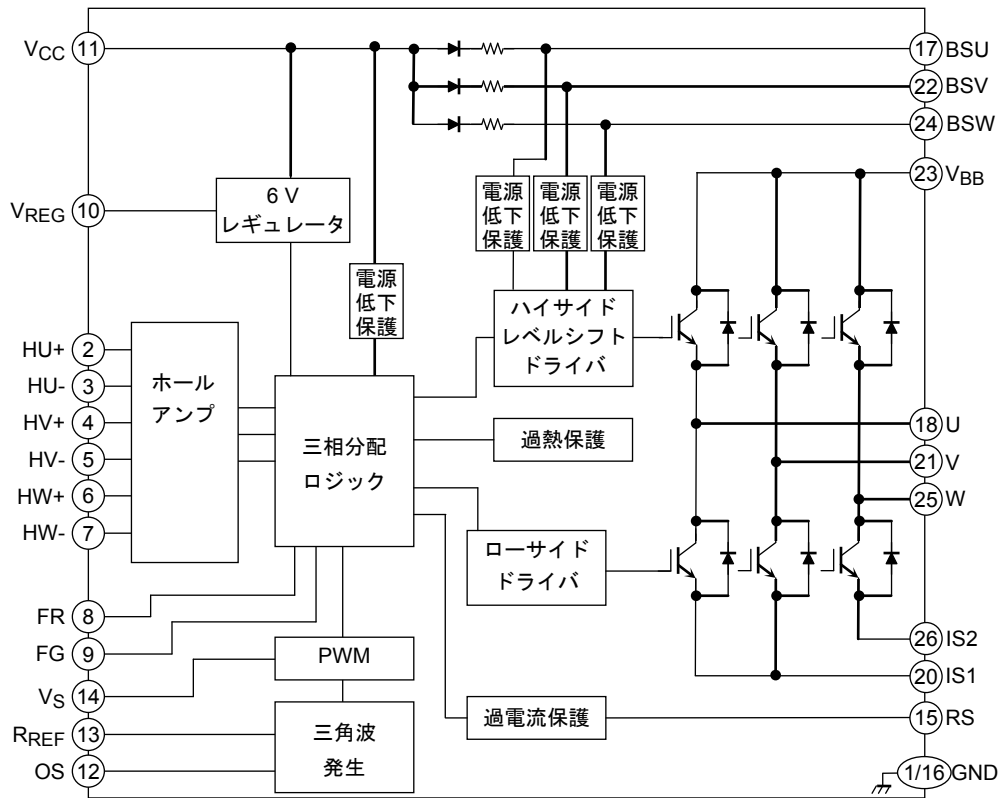 VCC 11
17 BSU
22 BSV
24 BSW
23 VBB
6 V
レギュレータ
VREG 10
電源
低下
保護
電源
低下
保護
電源
低下
保護
電源
低下
保護
ハイサイド
レベルシフト
ドライバ
HU+ 2
HU- 3
HV+ 4
HV- 5
HW+ 6
HW- 7
ホール
アンプ
三相分配
ロジック
過熱保護
18 U
21 V
25 W
ローサイド
ドライバ
FR 8
FG 9
VS 14
RREF 13
OS 12
PWM
三角波
発生
過電流保護
26 IS2
20 IS1
15 RS
1/16 GND